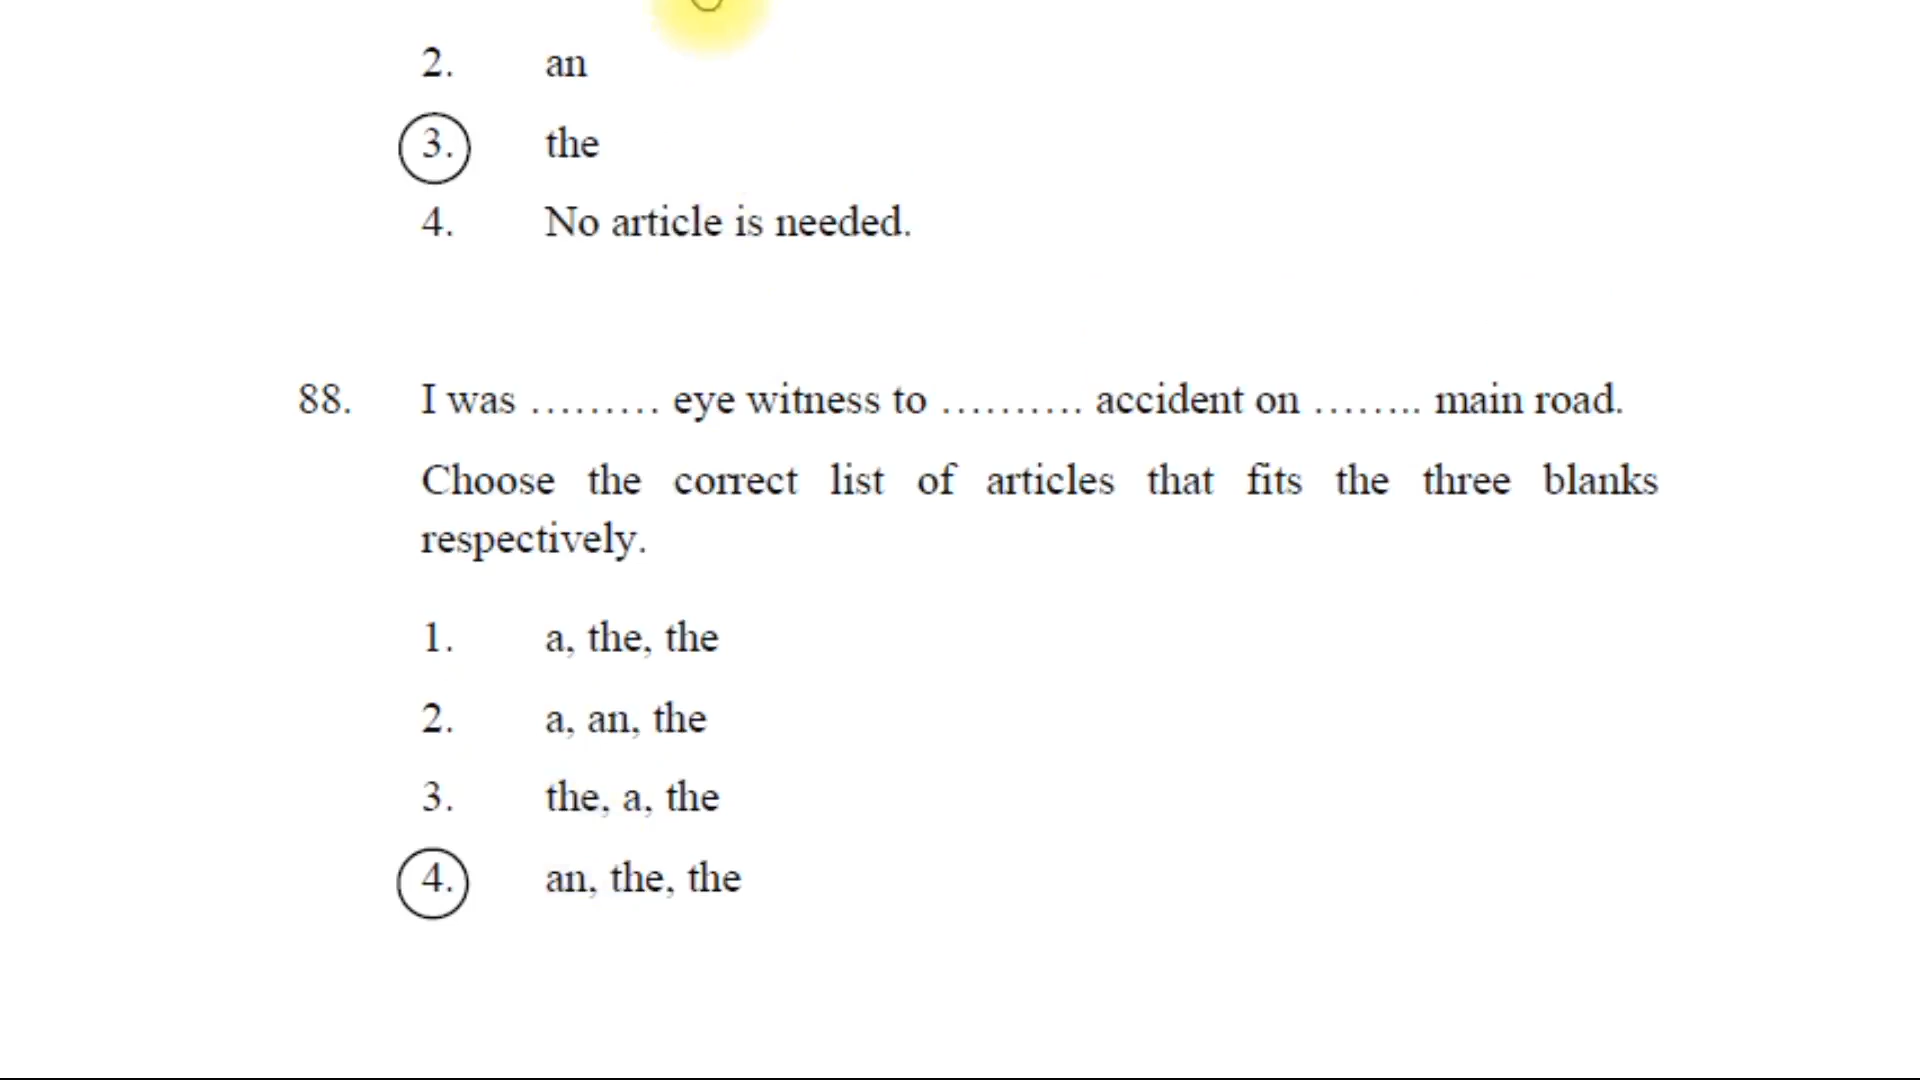 2. an
3. the
4. No article is needed.
88. I was ......... eye witness to .......... accident on ........ main road.
Choose the correct list of articles that fits the three blanks
respectively.
1. a, the, the
2. a, an, the
3. the, a, the
4. an, the, the